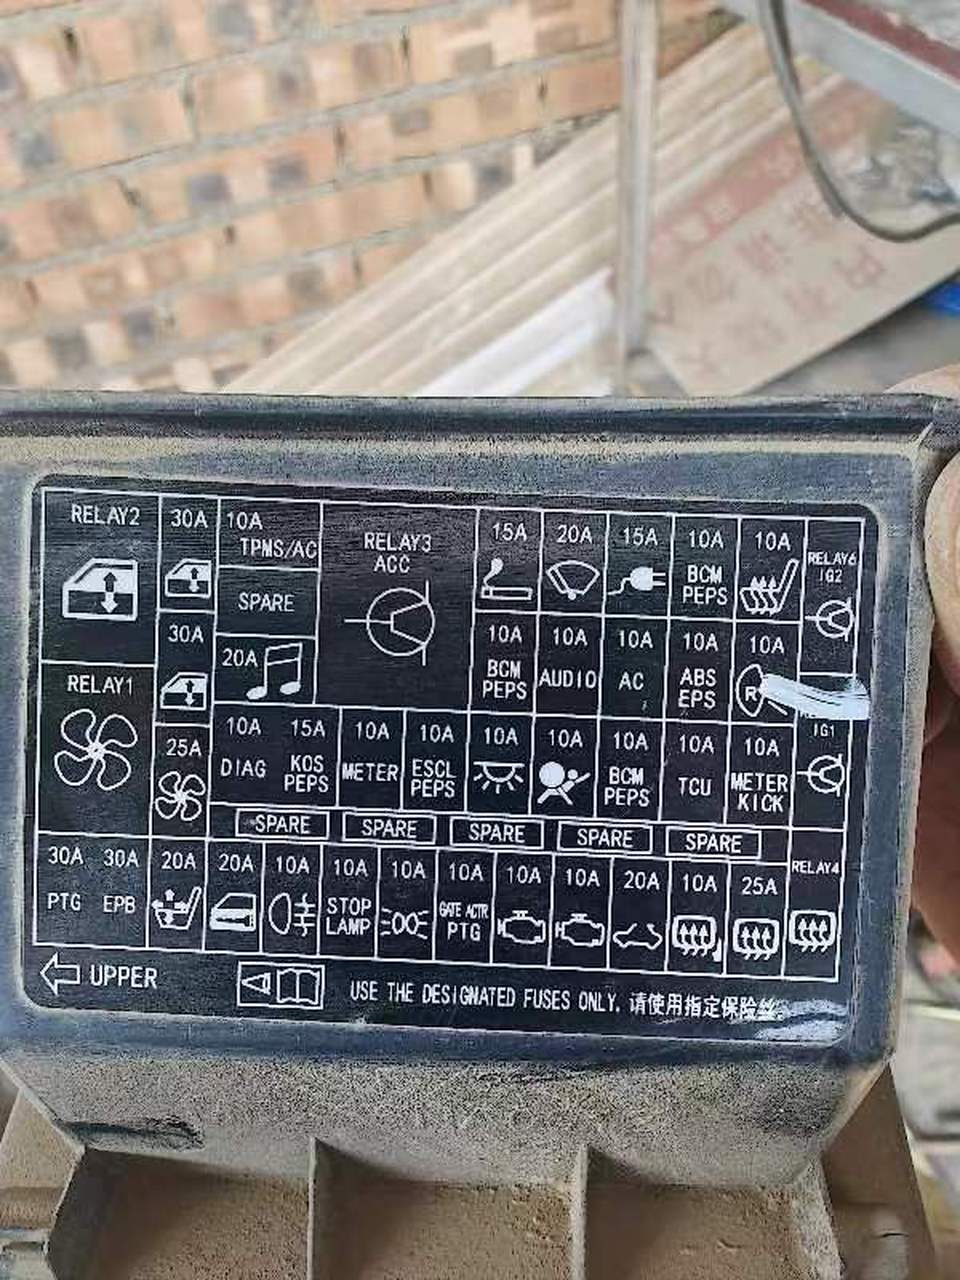 RELAY2
30A
10A
TPMS/AC
SPARE
20A
30A
RELAY3
ACC
15A
20A
15A
10A
BCM
PEPS
10A
RELAY6
IG2
10A
BCM
PEPS
10A
AUDIO
10A
AC
10A
ABS
EPS
10A
R
RELAY1
25A
10A
DIAG
15A
KOS
PEPS
10A
METER
10A
ESCL
PEPS
10A
10A
10A
BCM
PEPS
10A
TCU
10A
METER
KICK
IG1
SPARE
SPARE
SPARE
SPARE
SPARE
30A
PTG
30A
EPB
20A
20A
10A
10A
STOP
LAMP
10A
10A
GATE ACTR
PTG
10A
10A
20A
10A
25A
RELAY4
UPPER
USE THE DESIGNATED FUSES ONLY. 请使用指定保险丝.